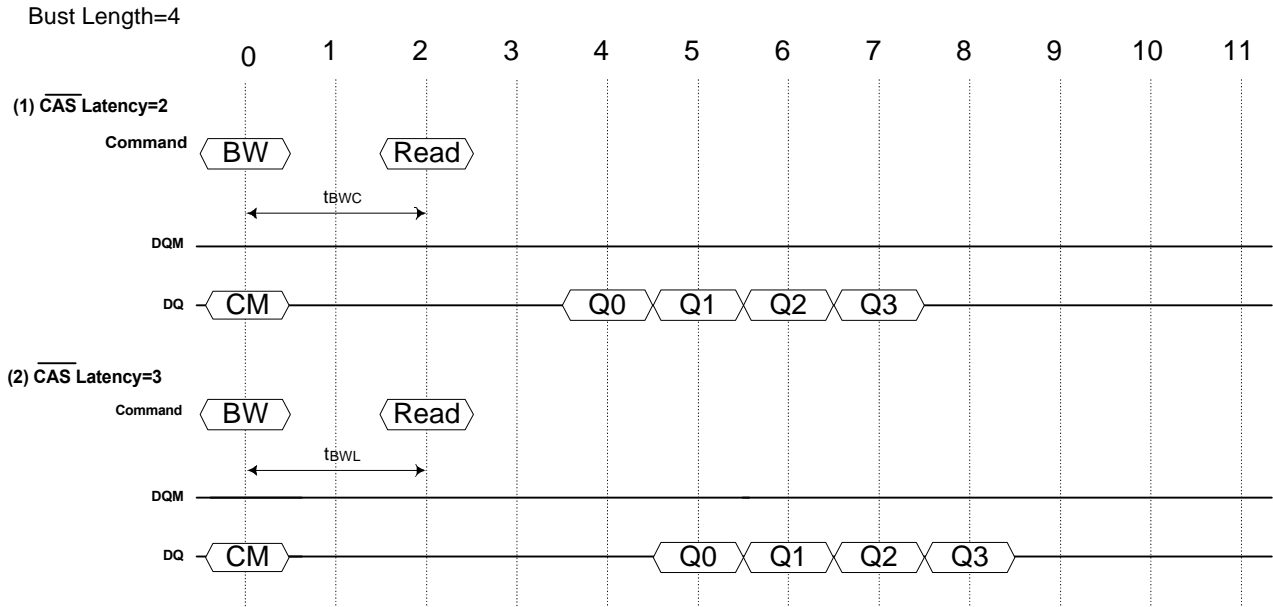 Bust Length=4
0 1 2 3 4 5 6 7 8 9 10 11
(1) CAS Latency=2
Command BW Read
tBWC
DQM
DQ CM Q0 Q1 Q2 Q3
(2) CAS Latency=3
Command BW Read
tBWL
DQM
DQ CM Q0 Q1 Q2 Q3